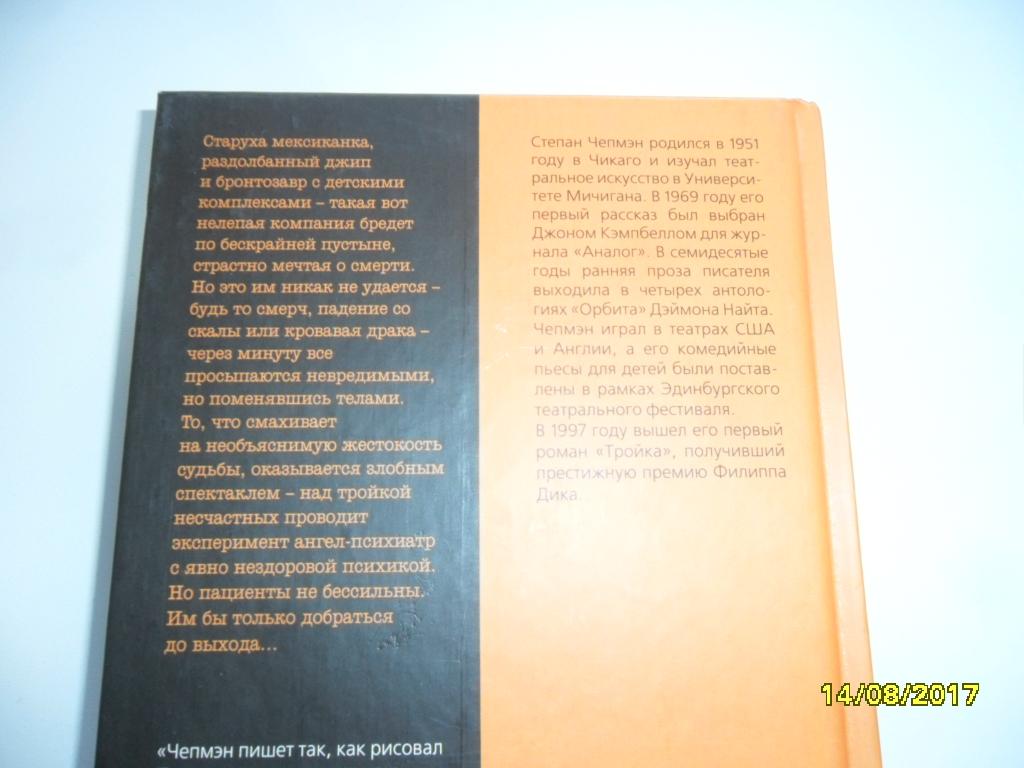 Старуха мексиканка,
раздолбанный джип
и бронтозавр с детскими
комплексами – такая вот
нелепая компания бредет
по бескрайней пустыне,
страстно мечтая о смерти.
Но это им никак не удается –
будь то смерч, падение со
скалы или кровавая драка –
через минуту все
просыпаются невредимыми,
но поменявшись телами.
То, что смахивает
на необъяснимую жестокость
судьбы, оказывается злобным
спектаклем – над тройкой
несчастных проводит
эксперимент ангел-психиатр
с явно нездоровой психикой.
Но пациенты не бессильны.
Им бы только добраться
до выхода...
«Чепмэн пишет так, как рисовал
Степан Чепмэн родился в 1951
году в Чикаго и изучал теат-
ральное искусство в Универси-
тете Мичигана. В 1969 году его
первый рассказ был выбран
Джоном Кэмпбеллом для жур-
нала «Аналог». В семидесятые
годы ранняя проза писателя
выходила в четырех антоло-
гиях «Орбита» Дэймона Найта.
Чепмэн играл в театрах США
и Англии, а его комедийные
пьесы для детей были постав-
лены в рамках Эдинбургского
театрального фестиваля.
В 1997 году вышел его первый
роман «Тройка», получивший
престижную премию Филиппа
Дика.
14/08/2017